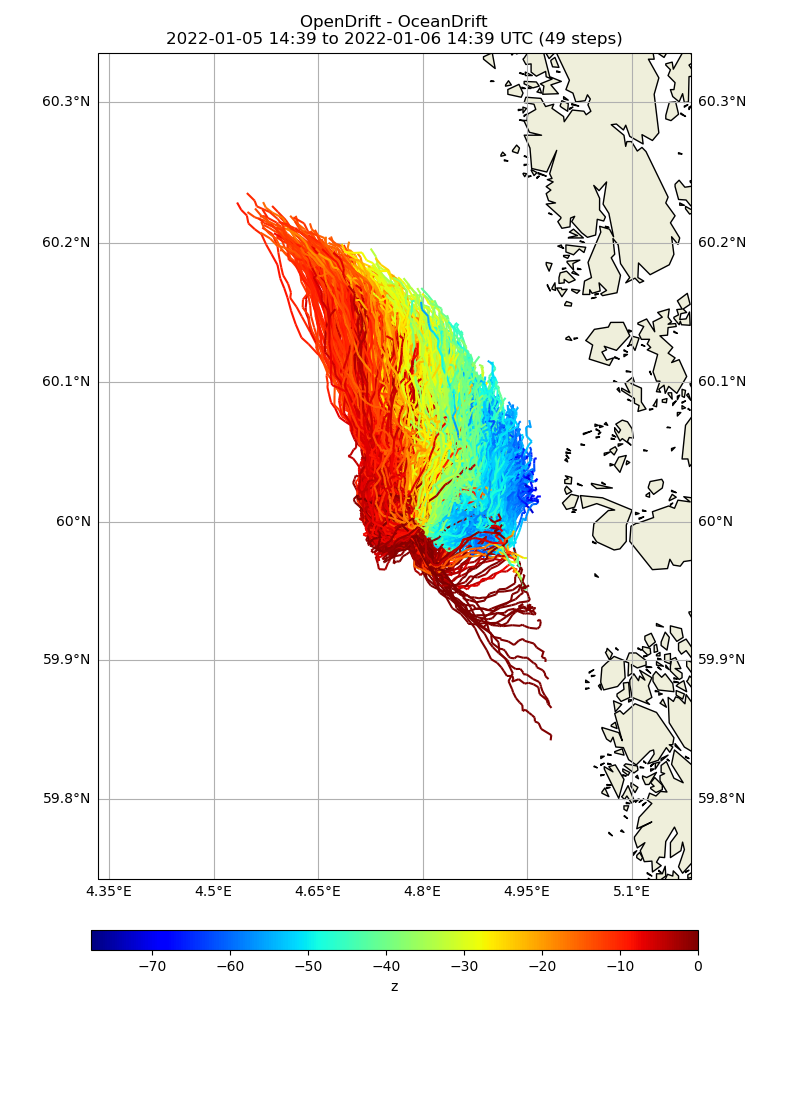 OpenDrift - OceanDrift
2022-01-05 14:39 to 2022-01-06 14:39 UTC (49 steps)
60.3°N 60.3°N
60.2°N 60.2°N
60.1°N 60.1°N
60°N 60°N
59.9°N 59.9°N
59.8°N 59.8°N
4.35°E 4.5°E 4.65°E 4.8°E 4.95°E 5.1°E
−70 −60 −50 −40 −30 −20 −10 0
z